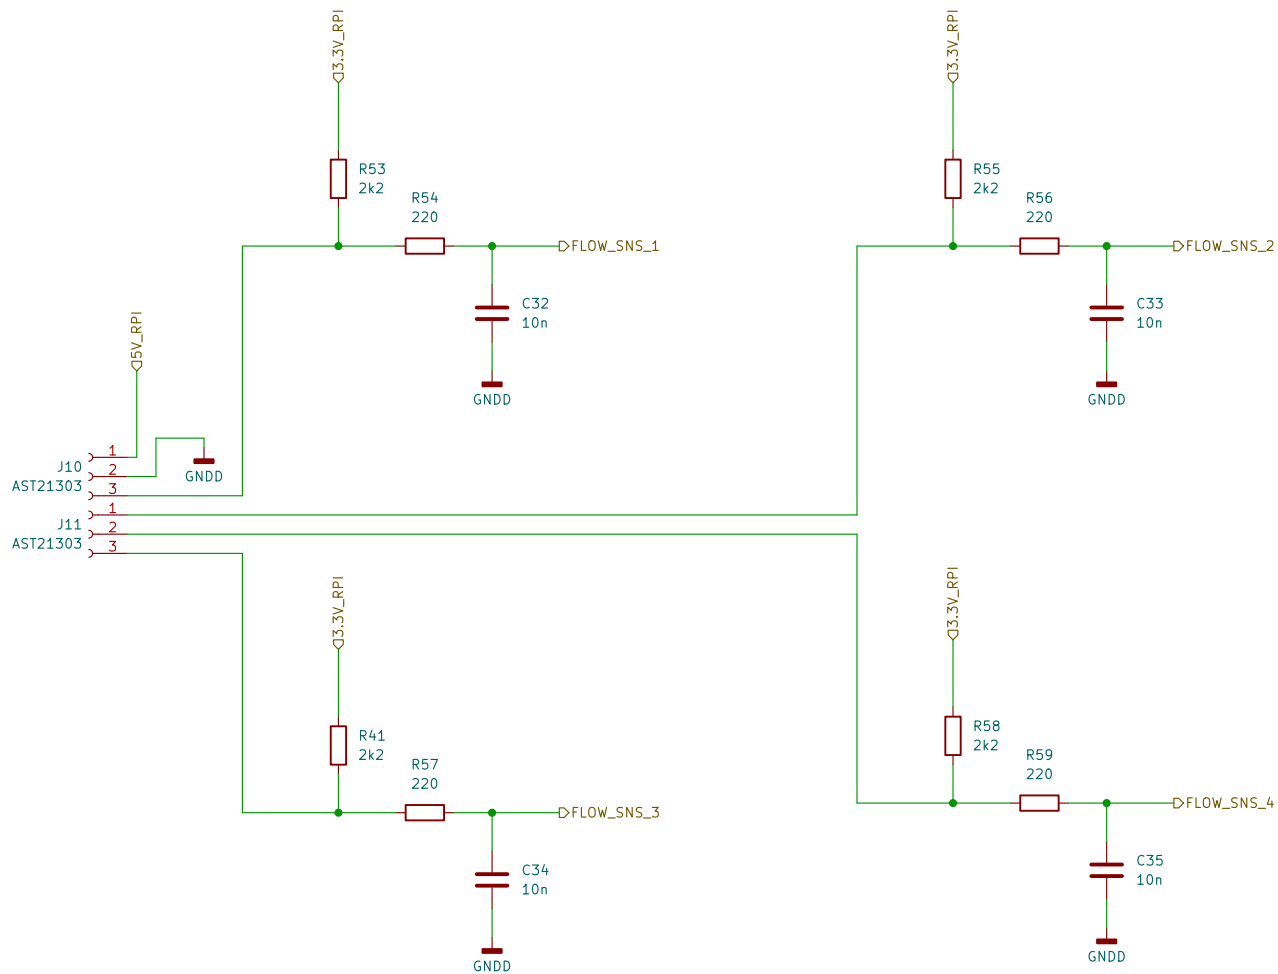 3.3V_RPI
3.3V_RPI
R53
2k2
R54
220
FLOW_SNS_1
C32
10n
GNDD
R55
2k2
R56
220
FLOW_SNS_2
C33
10n
GNDD
5V_RPI
GNDD
J10
AST21303
1
2
3
J11
AST21303
1
2
3
3.3V_RPI
R41
2k2
R57
220
FLOW_SNS_3
C34
10n
GNDD
3.3V_RPI
R58
2k2
R59
220
FLOW_SNS_4
C35
10n
GNDD